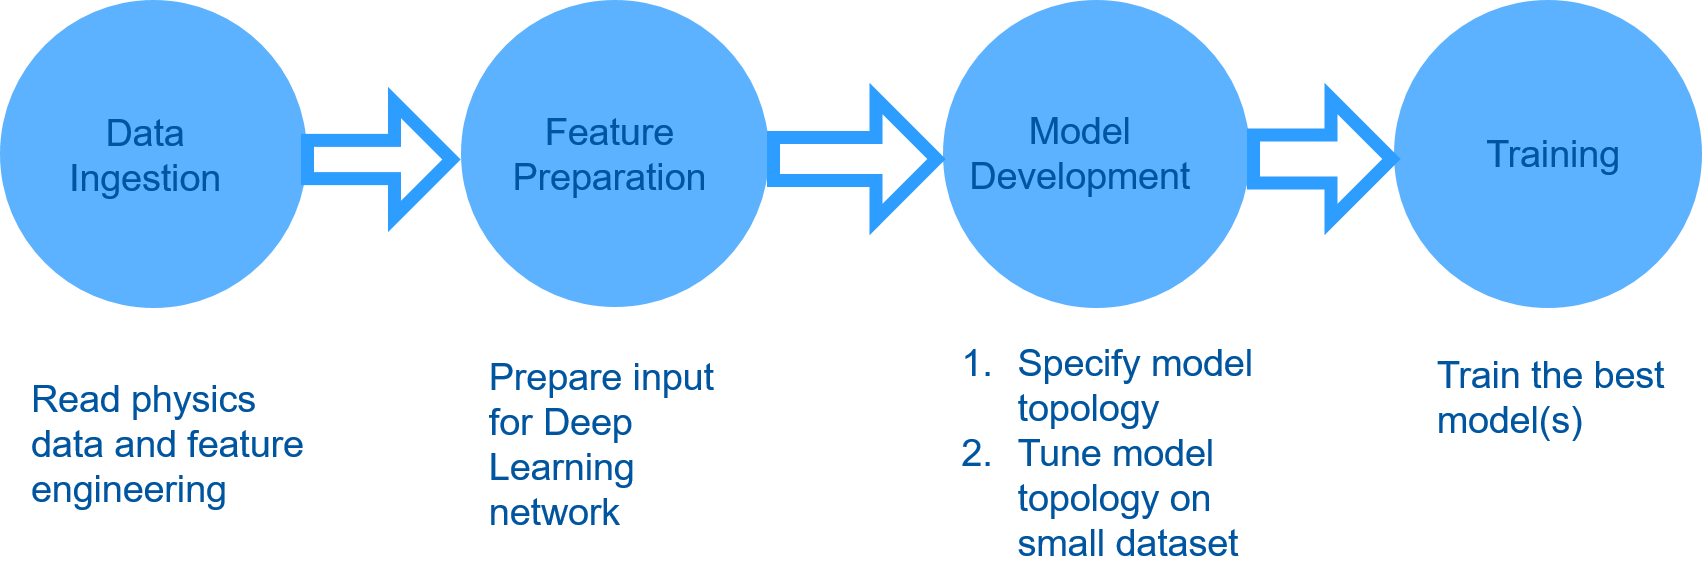 Data
Ingestion
Feature
Preparation
Model
Development
Training
Read physics
data and feature
engineering
Prepare input
for Deep
Learning
network
1. Specify model
topology
2. Tune model
topology on
small dataset
Train the best
model(s)